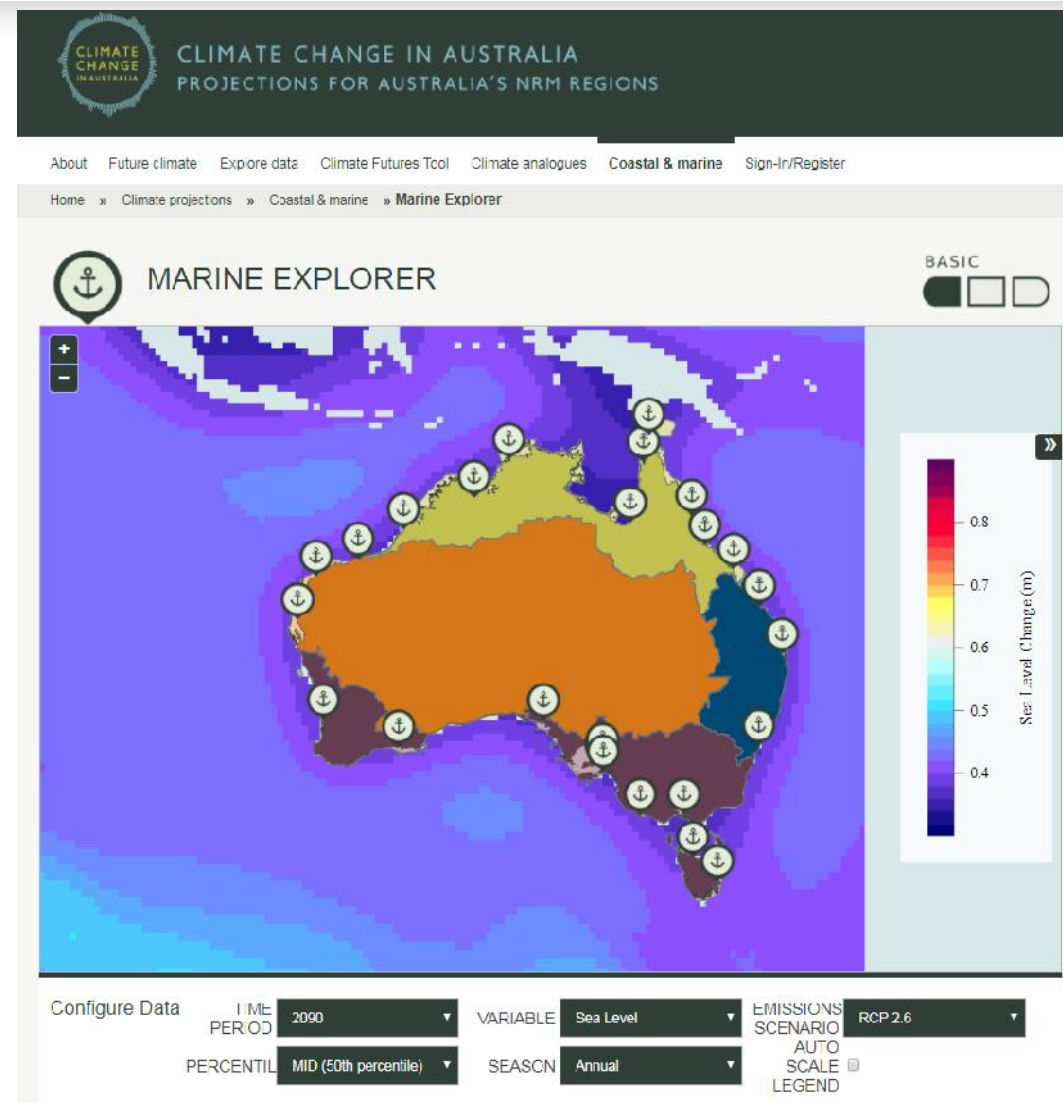 CLIMATE
CHANGE
IN AUSTRALIA
CLIMATE CHANGE IN AUSTRALIA
PROJECTIONS FOR AUSTRALIA'S NRM REGIONS
About Future climate Explore data Climate Futures Tool Climate analogues Coastal & marine Sign-In/Register
Home » Climate projections » Coastal & marine » Marine Explorer
MARINE EXPLORER
BASIC
+
−
»
0.8
0.7
0.6
0.5
0.4
Sea Level Change (m)
Configure Data
TIME
PERIOD
2090
VARIABLE
Sea Level
EMISSIONS
SCENARIO
RCP 2.6
PERCENTIL
MID (50th percentile)
SEASON
Annual
AUTO
SCALE
LEGEND